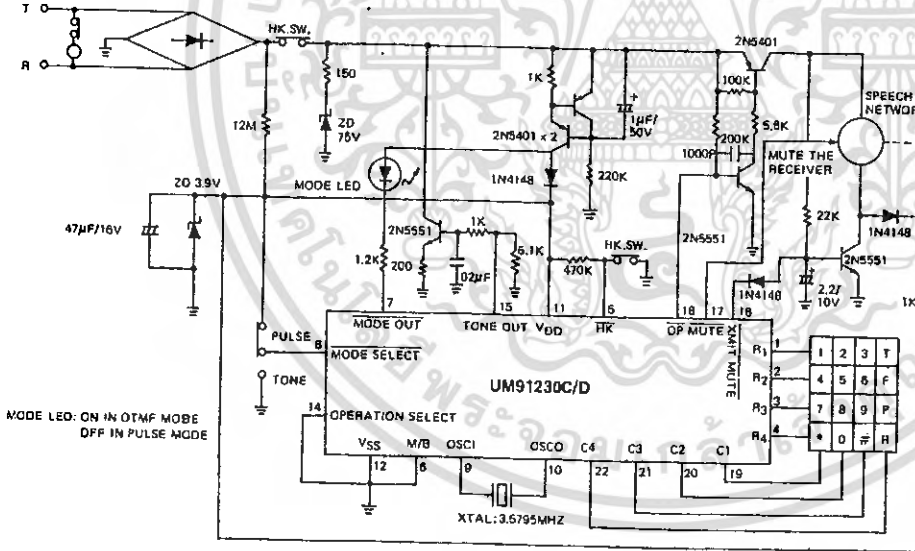 T
HK.SW.
2N5401
R
150
1K
100K
SPEECH
NETWOR
12M
ZD
75V
2N5401 x 2
1µF/
50V
200K
5.8K
1000P
MUTE THE
RECEIVER
MODE LED
1N4148
220K
ZD 3.9V
47µF/16V
2N5551
1K
HK.SW.
22K
1N4148
1.2K
200
.02µF
5.1K
470K
2N5551
2N5551
1N4148
2.2/
10V
1K
7
15
11
5
18
17
16
MODE OUT
TONE OUT
VDD
HK
OP MUTE
XMIT MUTE
PULSE
8
MODE SELECT
TONE
UM91230C/D
14
OPERATION SELECT
R1
1
R2
2
R3
3
R4
4
1 2 3 T
4 5 6 F
7 8 9 P
* 0 # R
MODE LED: ON IN DTMF MODE
OFF IN PULSE MODE
VSS
M/B
OSCI
OSCO
C4
C3
C2
C1
12
6
9
10
22
21
20
19
XTAL: 3.5795MHZ